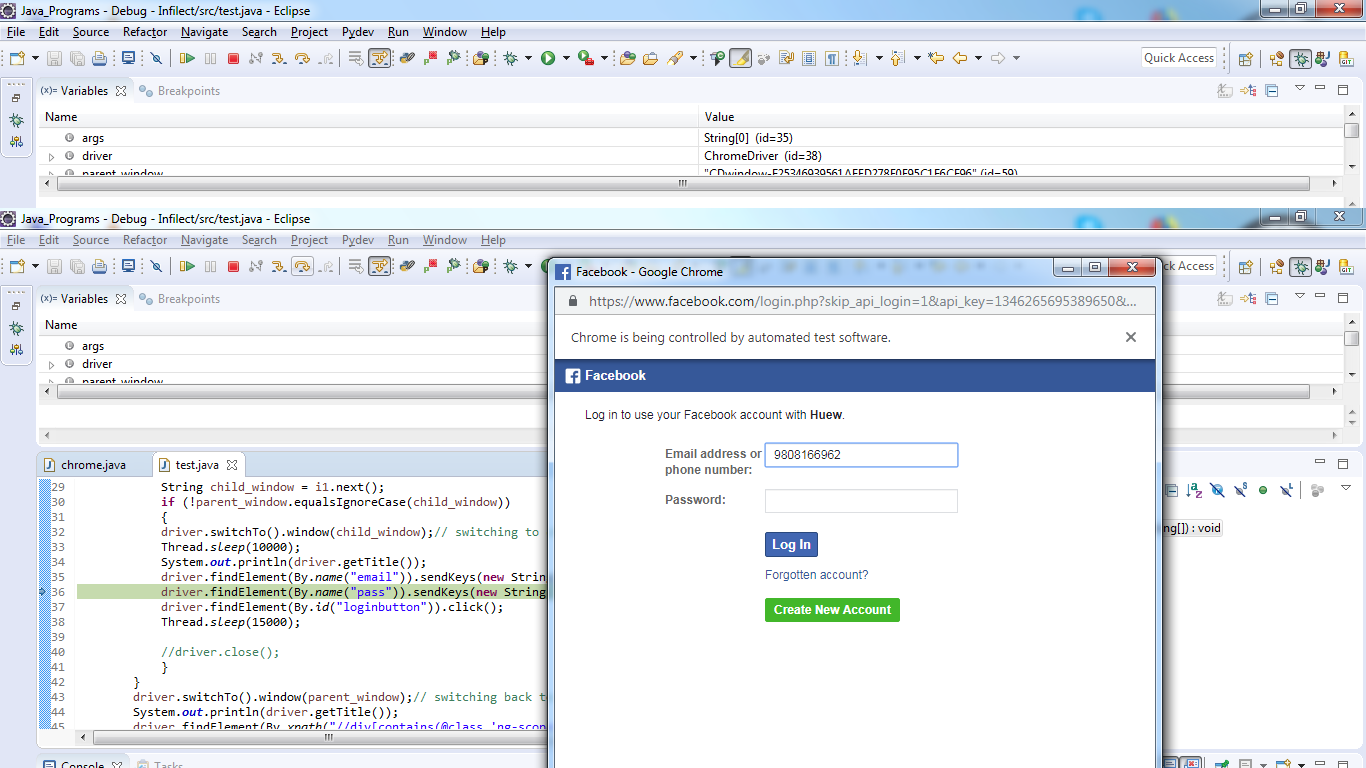 Java_Programs - Debug - Inflect/src/test.java - Eclipse
File Edit Source Refactor Navigate Search Project Pydev Run Window Help
Quick Access
(x)= Variables Breakpoints
Name Value
args String[0] (id=35)
driver ChromeDriver (id=38)
parent_window "CDwindow-F25346939561AFFD278F0F95C1F6CF96" (id=59)
Java_Programs - Debug - Inflect/src/test.java - Eclipse
File Edit Source Refactor Navigate Search Project Pydev Run Window Help
ck Access
(x)= Variables Breakpoints
Name
args
driver
parent_window
Facebook - Google Chrome
https://www.facebook.com/login.php?skip_api_login=1&api_key=1346265695389650&...
Chrome is being controlled by automated test software.
Facebook
Log in to use your Facebook account with Huew.
Email address or phone number: 9808166962
Password:
Log In
Forgotten account?
Create New Account
chrome.java test.java
29 String child_window = i1.next();
30 if (!parent_window.equalsIgnoreCase(child_window))
31 {
32 driver.switchTo().window(child_window);// switching to
33 Thread.sleep(10000);
34 System.out.println(driver.getTitle());
35 driver.findElement(By.name("email")).sendKeys(new Strin
36 driver.findElement(By.name("pass")).sendKeys(new String
37 driver.findElement(By.id("loginbutton")).click();
38 Thread.sleep(15000);
39
40 //driver.close();
41 }
42 }
43 driver.switchTo().window(parent_window);// switching back t
44 System.out.println(driver.getTitle());
45 driver.findElement(By.xpath("//div[contains(@class,'ng-scop
ng[]) : void
Console Tasks